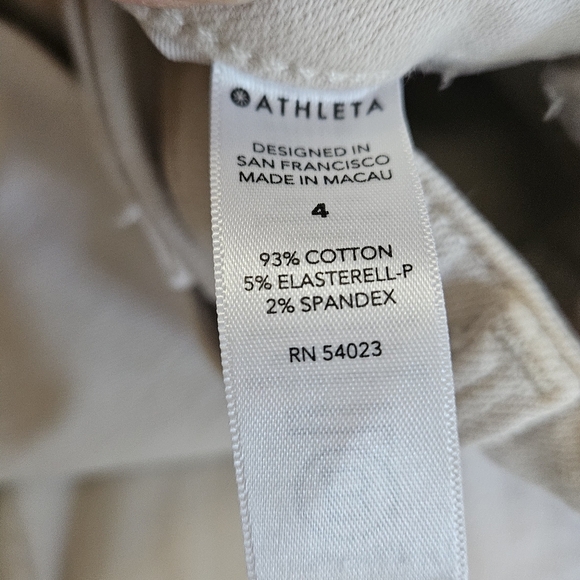 ATHLETA
DESIGNED IN
SAN FRANCISCO
MADE IN MACAU
4
93% COTTON
5% ELASTERELL-P
2% SPANDEX
RN 54023